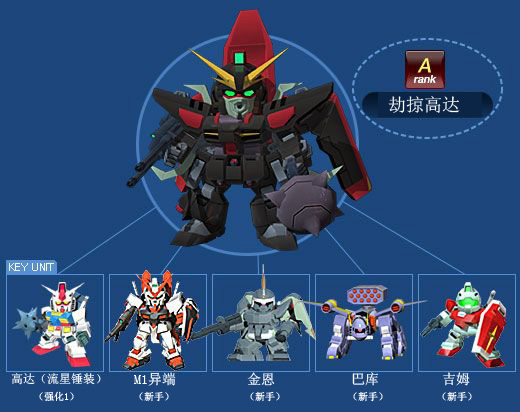 A
rank
劫掠高达
KEY UNIT
高达（流星锤装）
（强化1）
M1异端
（新手）
金恩
（新手）
巴库
（新手）
吉姆
（新手）